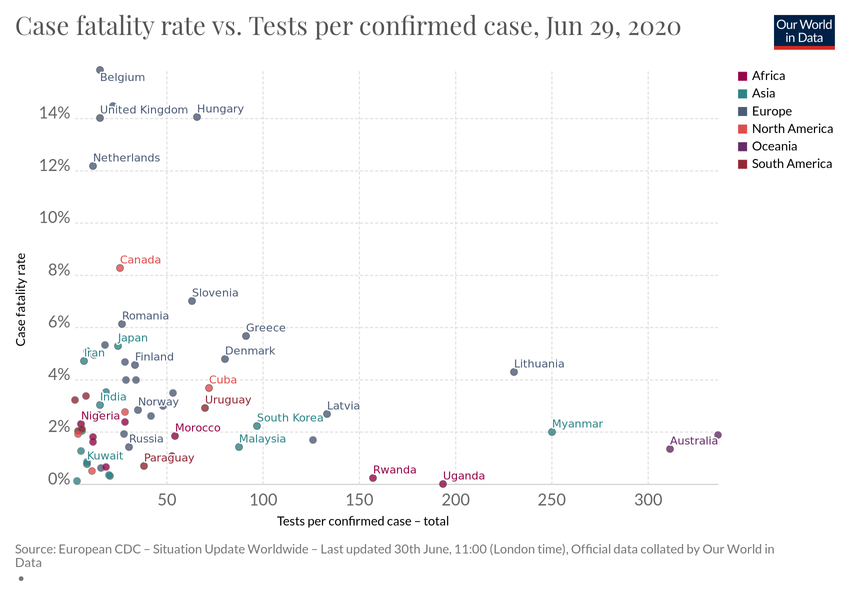 Case fatality rate vs. Tests per confirmed case, Jun 29, 2020
Our World
in Data
Africa
Asia
Europe
North America
Oceania
South America
Case fatality rate
14%
12%
10%
8%
6%
4%
2%
0%
Belgium
United Kingdom
Hungary
Netherlands
Canada
Slovenia
Romania
Greece
Japan
Denmark
Iran
Finland
Lithuania
Cuba
India
Uruguay
Norway
Latvia
Nigeria
South Korea
Myanmar
Morocco
Russia
Malaysia
Australia
Kuwait
Paraguay
Rwanda
Uganda
50
100
150
200
250
300
Tests per confirmed case – total
Source: European CDC – Situation Update Worldwide – Last updated 30th June, 11:00 (London time), Official data collated by Our World in
Data